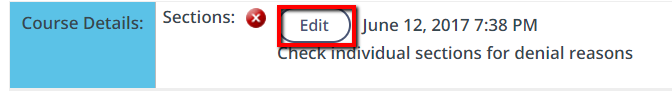 Course Details:
Sections: Edit June 12, 2017 7:38 PM
Check individual sections for denial reasons